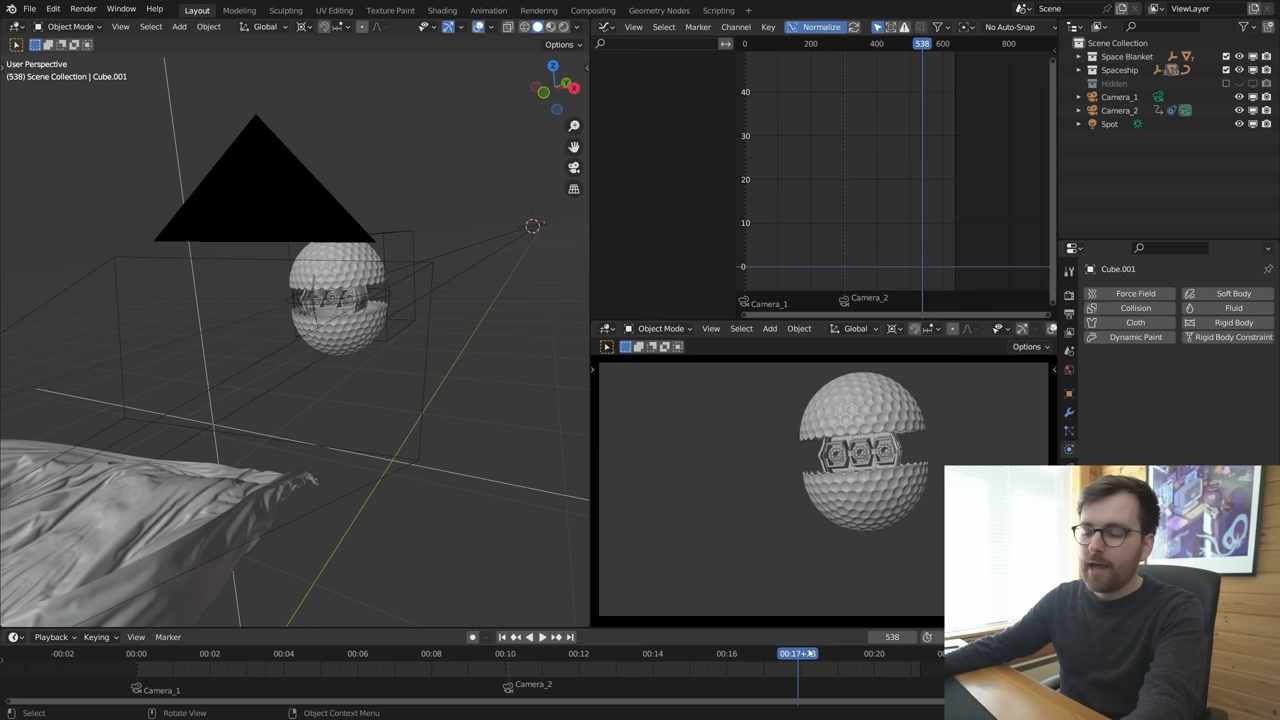 File Edit Render Window Help Layout Modeling Sculpting UV Editing Texture Paint Shading Animation Rendering Compositing Geometry Nodes Scripting Scene ViewLayer
Object Mode View Select Add Object Global
Options
User Perspective
(538) Scene Collection | Cube.001
Z
Y
X
View Select Marker Channel Key Normalize No Auto-Snap
0 200 400 538 600 800
40
30
20
10
0
Camera_1 Camera_2
Scene Collection
Space Blanket 7
Spaceship
Hidden
Camera_1
Camera_2
Spot
Cube.001
Force Field Soft Body
Collision Fluid
Cloth Rigid Body
Dynamic Paint Rigid Body Constraint
Object Mode View Select Add Object Global
Options
Playback Keying View Marker 538
-00:02 00:00 00:02 00:04 00:06 00:08 00:10 00:12 00:14 00:16 00:20
Camera_1 Camera_2
Select Rotate View Object Context Menu